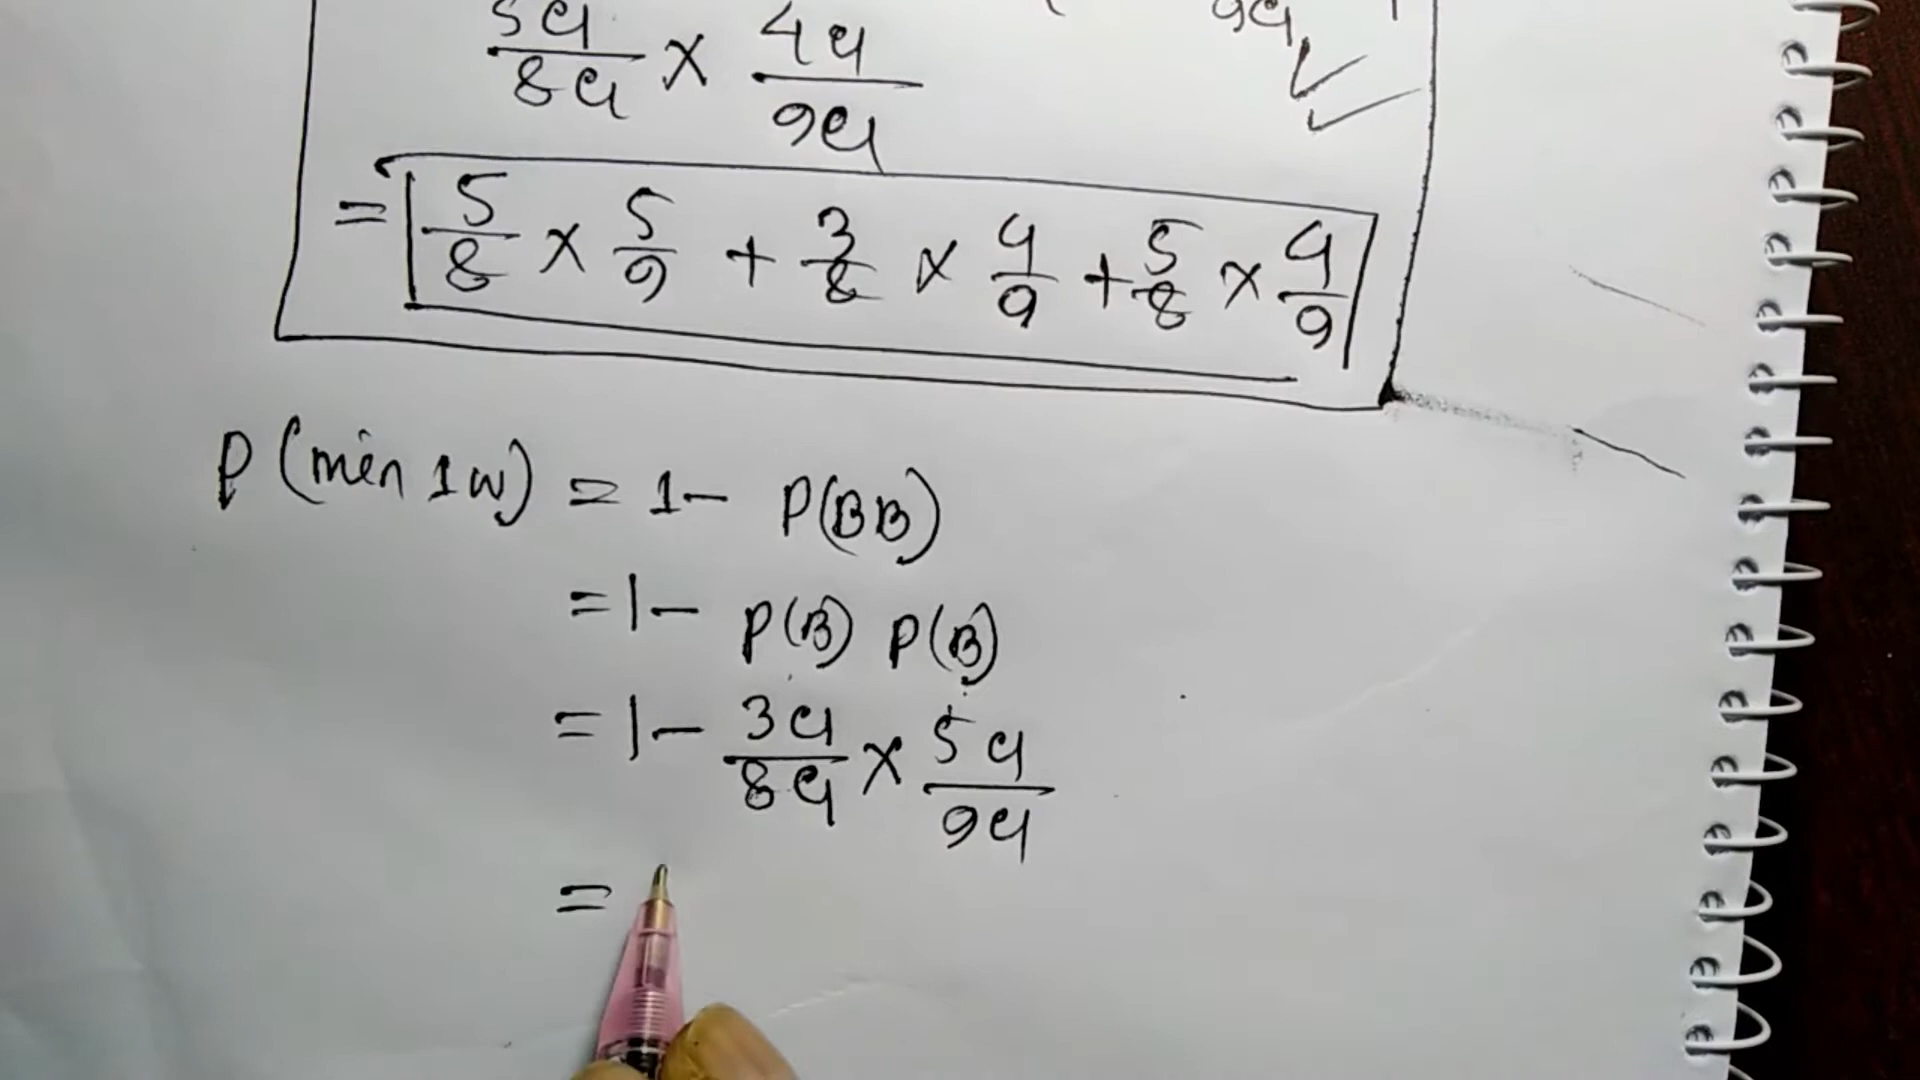 5C1/8C1 × 4C1/9C1 9C1
= 5/8 × 5/9 + 3/8 × 4/9 + 5/8 × 4/9
P(min 1W) = 1 - P(BB)
= 1 - P(B) P(B)
= 1 - 3C1/8C1 × 5C1/9C1
=